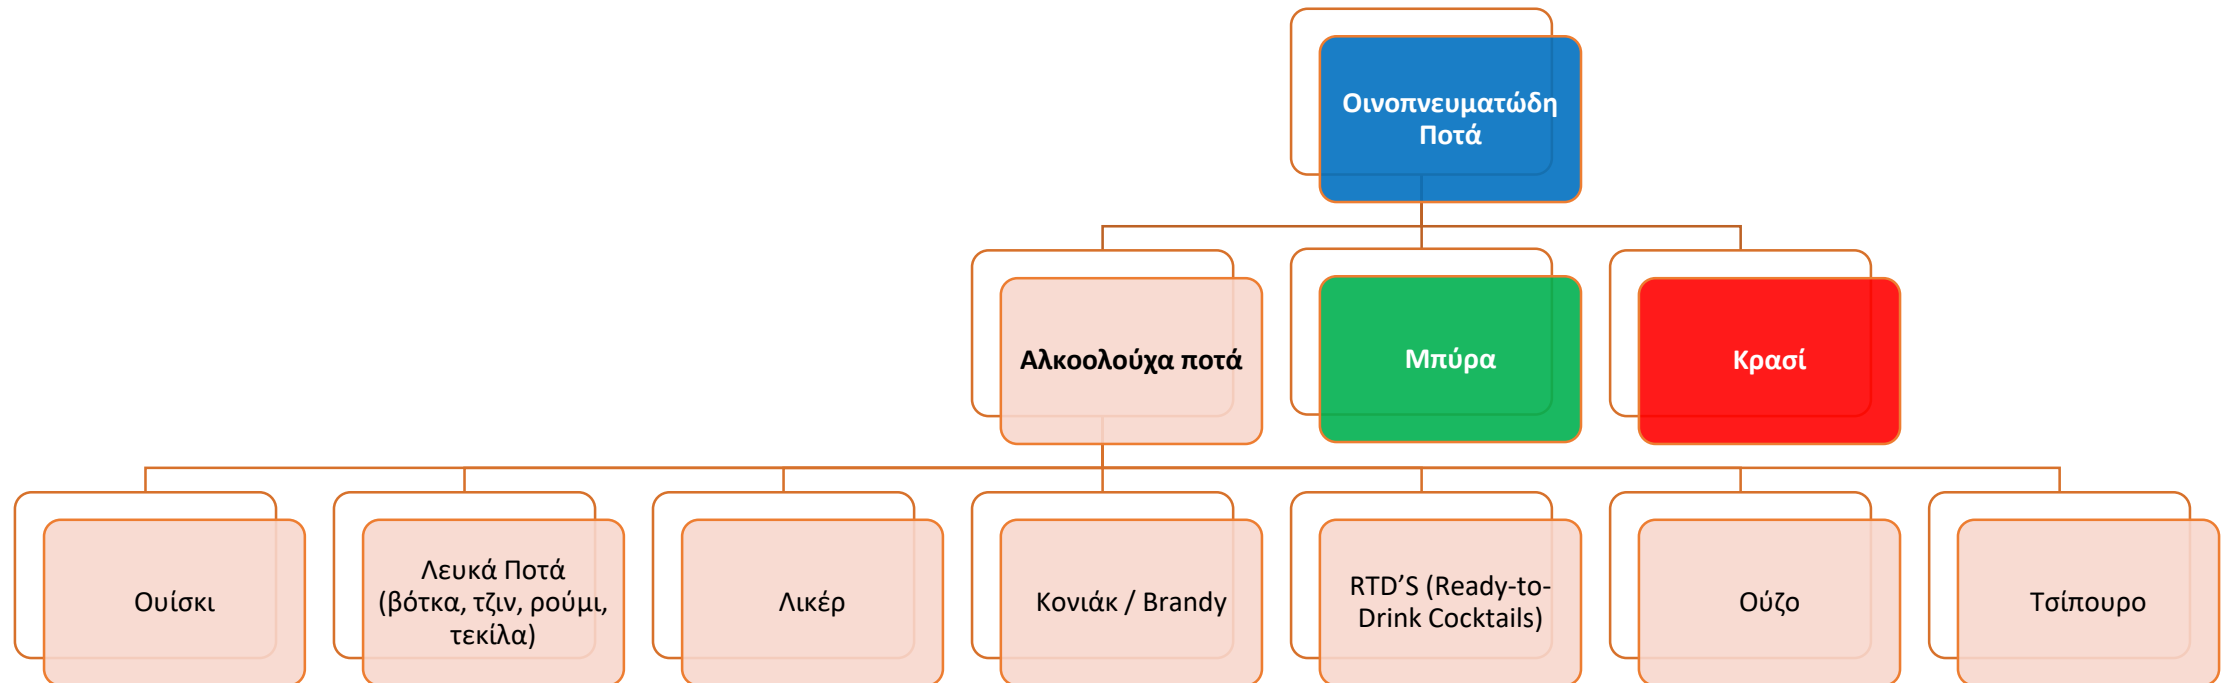 Οινοπνευματώδη
Ποτά
Αλκοολούχα ποτά
Μπύρα
Κρασί
Ουίσκι
Λευκά Ποτά
(βότκα, τζιν, ρούμι,
τεκίλα)
Λικέρ
Κονιάκ / Brandy
RTD’S (Ready-to-
Drink Cocktails)
Ούζο
Τσίπουρο